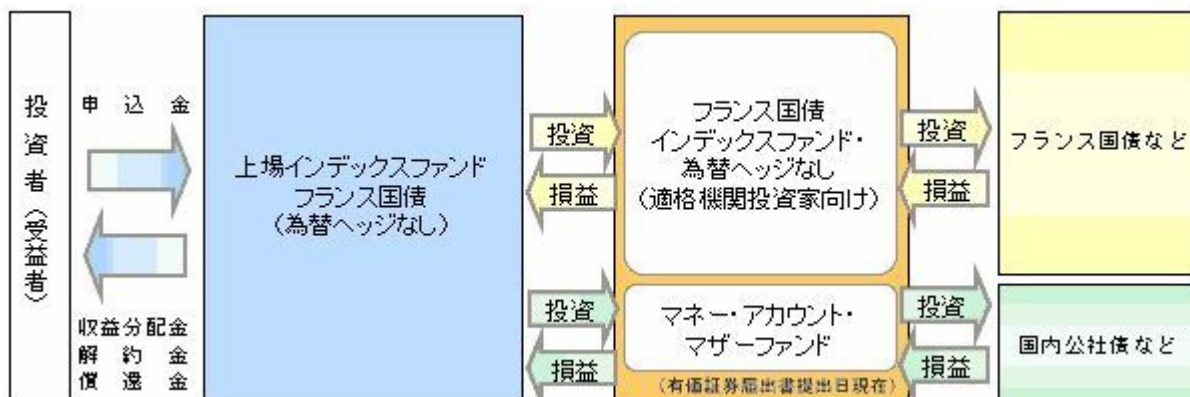 投資者（受益者）
申込金
収益分配金
解約金
償還金
上場インデックスファンド
フランス国債
（為替ヘッジなし）
投資
損益
投資
損益
フランス国債
インデックスファンド・
為替ヘッジなし
（適格機関投資家向け）
マネー・アカウント・
マザーファンド
（有価証券届出書提出日現在）
投資
損益
投資
損益
フランス国債など
国内公社債など